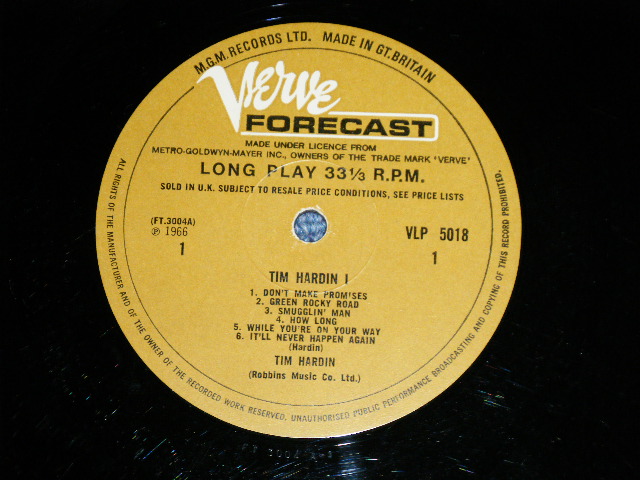 M.G.M. RECORDS LTD. MADE IN GT. BRITAIN
Verve
FORECAST
MADE UNDER LICENCE FROM
METRO-GOLDWYN-MAYER INC., OWNERS OF THE TRADE MARK 'VERVE'
LONG PLAY 33⅓ R.P.M.
SOLD IN U.K. SUBJECT TO RESALE PRICE CONDITIONS, SEE PRICE LISTS
(FT.3004A)
℗ 1966
1
VLP 5018
1
TIM HARDIN I
1. DON'T MAKE PROMISES
2. GREEN ROCKY ROAD
3. SMUGGLIN' MAN
4. HOW LONG
5. WHILE YOU'RE ON YOUR WAY
6. IT'LL NEVER HAPPEN AGAIN
(Hardin)
TIM HARDIN
(Robbins Music Co. Ltd.)
ALL RIGHTS OF THE MANUFACTURER AND OF THE OWNER OF THE RECORDED WORK RESERVED. UNAUTHORISED PUBLIC PERFORMANCE BROADCASTING AND COPYING OF THIS RECORD PROHIBITED.